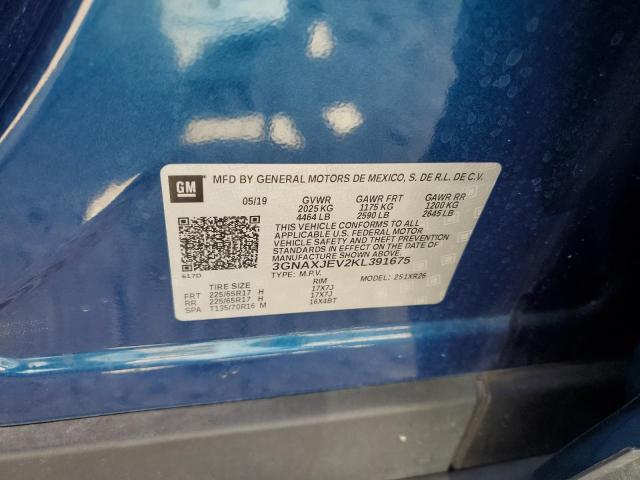 GM MFD BY GENERAL MOTORS DE MEXICO, S. DE R.L. DE C.V.
05/19 GVWR GAWR FRT GAWR RR
2025 KG 1175 KG 1200 KG
4464 LB 2590 LB 2645 LB
THIS VEHICLE CONFORMS TO ALL
APPLICABLE U.S. FEDERAL MOTOR
VEHICLE SAFETY AND THEFT PREVENTION
STANDARDS IN EFFECT ON THE DATE OF
MANUFACTURE SHOWN ABOVE.
3GNAXJEV2KL391675
617D TYPE: M.P.V. MODEL: 2S1XR26
TIRE SIZE RIM
FRT 225/65R17 H 17X7J
RR 225/65R17 H 17X7J
SPA T135/70R16 M 16X4BT